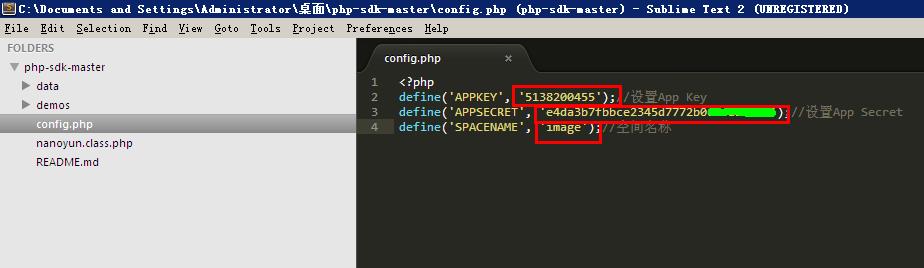 C:\Documents and Settings\Administrator\桌面\php-sdk-master\config.php (php-sdk-master) - Sublime Text 2 (UNREGISTERED)
File Edit Selection Find View Goto Tools Project Preferences Help
FOLDERS
php-sdk-master
data
demos
config.php
nanoyun.class.php
README.md
config.php ×
1 <?php
2 define('APPKEY', '5138200455');//设置App Key
3 define('APPSECRET', 'e4da3b7fbbce2345d7772b0 );//设置App Secret
4 define('SPACENAME', 'image');//空间名称